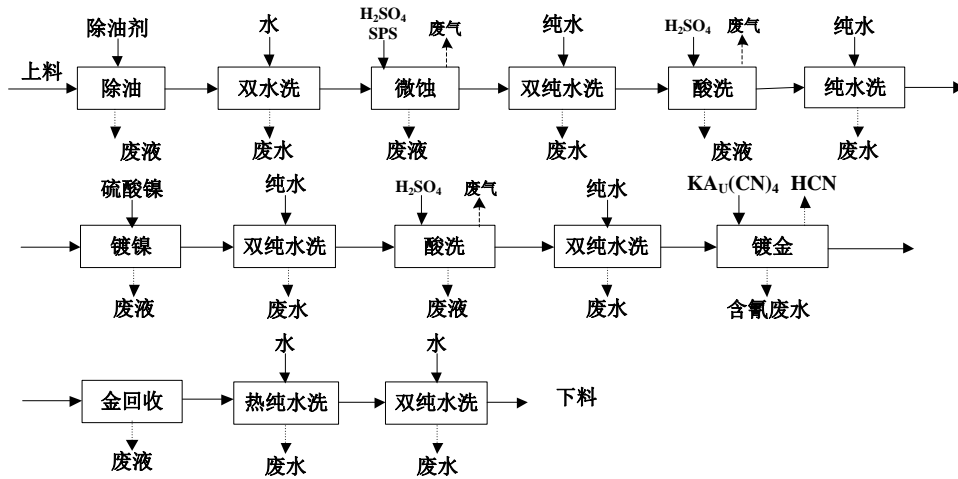 除油剂 水 H₂SO₄ SPS 废气 纯水 H₂SO₄ 废气 纯水
上料 除油 双水洗 微蚀 双纯水洗 酸洗 纯水洗
废液 废水 废液 废水 废液 废水
硫酸镍 纯水 H₂SO₄ 废气 纯水 KAU(CN)₄ HCN
镀镍 双纯水洗 酸洗 双纯水洗 镀金
废液 废水 废液 废水 含氰废水
水 水
金回收 热纯水洗 双纯水洗 下料
废液 废水 废水